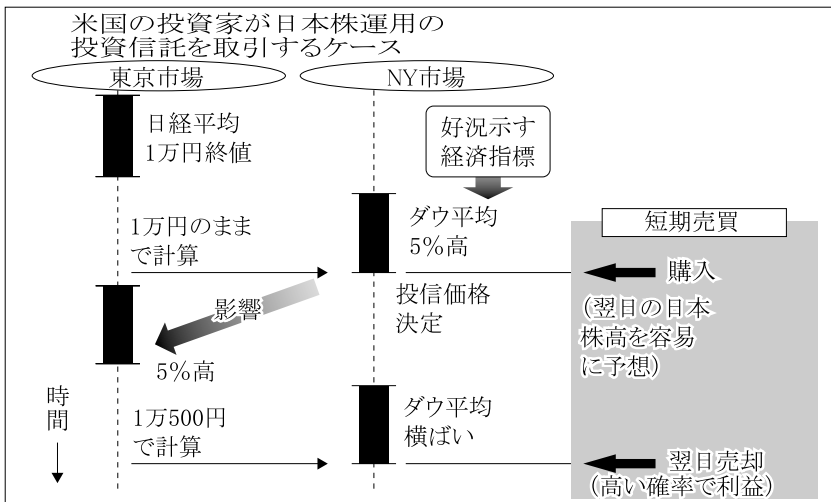 米国の投資家が日本株運用の
投資信託を取引するケース
東京市場
NY市場
日経平均
1万円終値
好況示す
経済指標
ダウ平均
5%高
短期売買
1万円のまま
で計算
購入
投信価格
決定
(翌日の日本
株高を容易
に予想)
影響
5%高
時間
1万500円
で計算
ダウ平均
横ばい
翌日売却
(高い確率で利益)